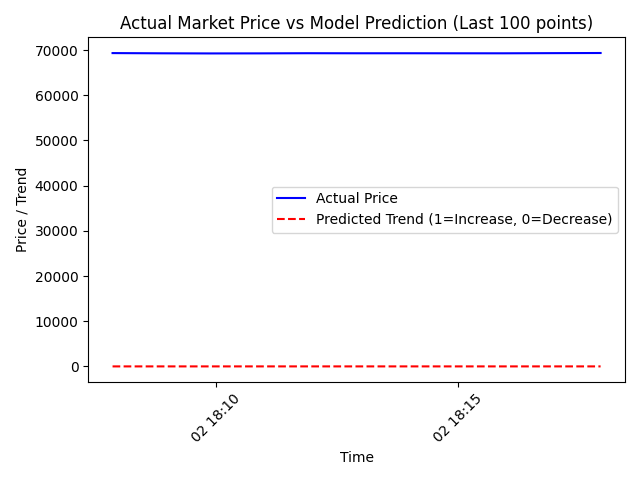 Actual Market Price vs Model Prediction (Last 100 points)
70000
60000
50000
40000
30000
20000
10000
0
Price / Trend
Actual Price
Predicted Trend (1=Increase, 0=Decrease)
02 18:10
02 18:15
Time